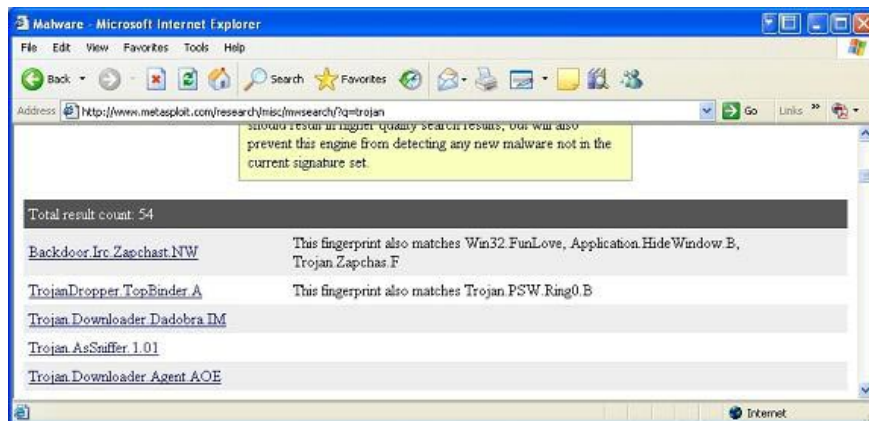 Malware - Microsoft Internet Explorer
File Edit View Favorites Tools Help
Back Search Favorites
Address http://www.metasploit.com/research/misc/mwsearch/?q=trojan Go Links »
should result in higher quality search results, but will also
prevent this engine from detecting any new malware not in the
current signature set.
Total result count: 54
Backdoor.Irc.Zapchast.NW This fingerprint also matches Win32.FunLove, Application.HideWindow.B,
Trojan.Zapchas.F
TrojanDropper.TopBinder.A This fingerprint also matches Trojan.PSW.Ring0.B
Trojan.Downloader.Dadobra.IM
Trojan.AsSniffer.1.01
Trojan.Downloader.Agent.AOE
Internet